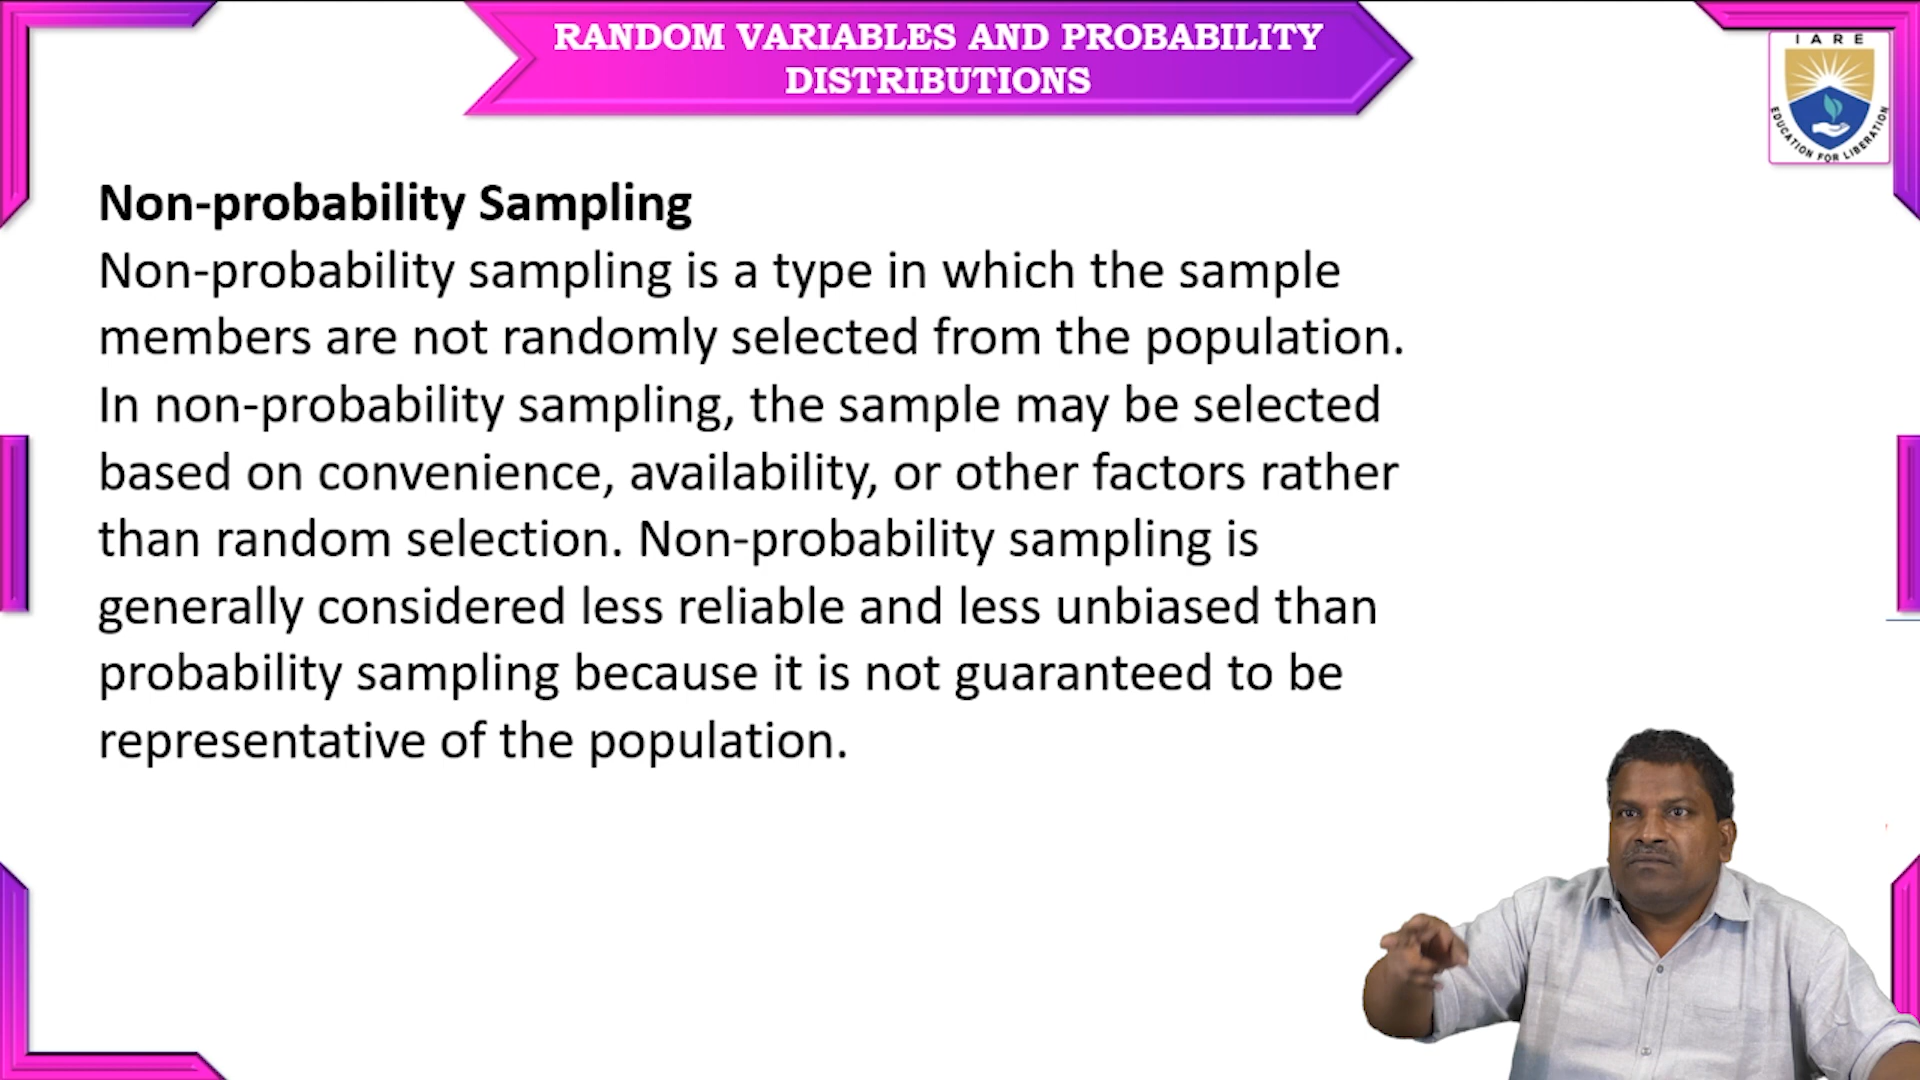 RANDOM VARIABLES AND PROBABILITY
DISTRIBUTIONS
IARE
EDUCATION FOR LIBERATION
Non-probability Sampling
Non-probability sampling is a type in which the sample
members are not randomly selected from the population.
In non-probability sampling, the sample may be selected
based on convenience, availability, or other factors rather
than random selection. Non-probability sampling is
generally considered less reliable and less unbiased than
probability sampling because it is not guaranteed to be
representative of the population.